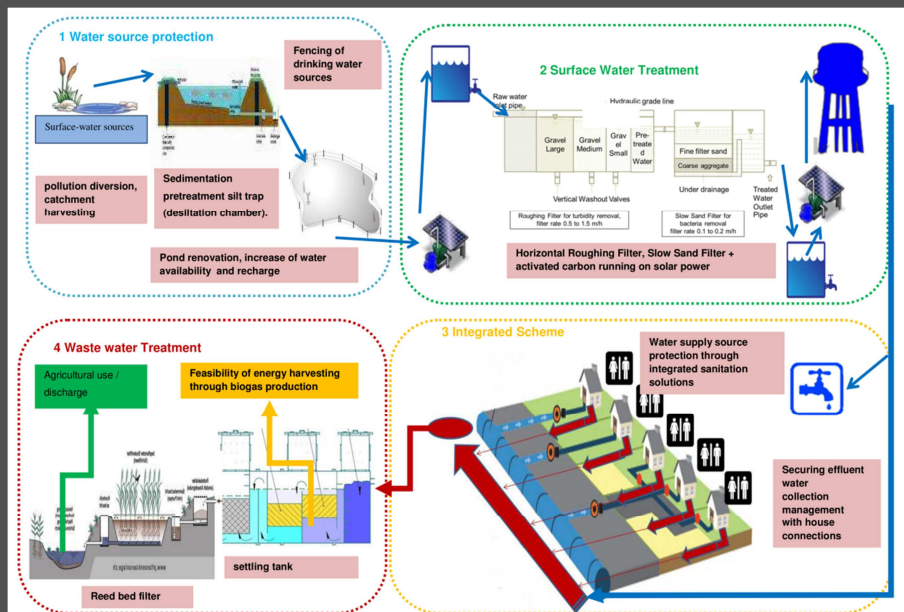 1 Water source protection
Fencing of
drinking water
sources
Surface-water sources
pollution diversion,
catchment
harvesting
Sedimentation
pretreatment silt trap
(desiltation chamber).
Pond renovation, increase of water
availability and recharge
2 Surface Water Treatment
Raw water
inlet pipe
Hydraulic grade line
Gravel
Large
Gravel
Medium
Grav
el
Small
Pre-
treate
d
Water
Fine filter sand
Coarse aggregate
Vertical Washout Valves
Under drainage
Treated
Water
Outlet
Pipe
Roughing Filter for turbidity removal,
filter rate 0.5 to 1.5 m/h
Slow Sand Filter for
bacteria removal
filter rate 0.1 to 0.2 m/h
Horizontal Roughing Filter, Slow Sand Filter +
activated carbon running on solar power
3 Integrated Scheme
Water supply source
protection through
integrated sanitation
solutions
Securing effluent
water
collection
management
with house
connections
4 Waste water Treatment
Agricultural use /
discharge
Feasibility of energy harvesting
through biogas production
settling tank
Reed bed filter